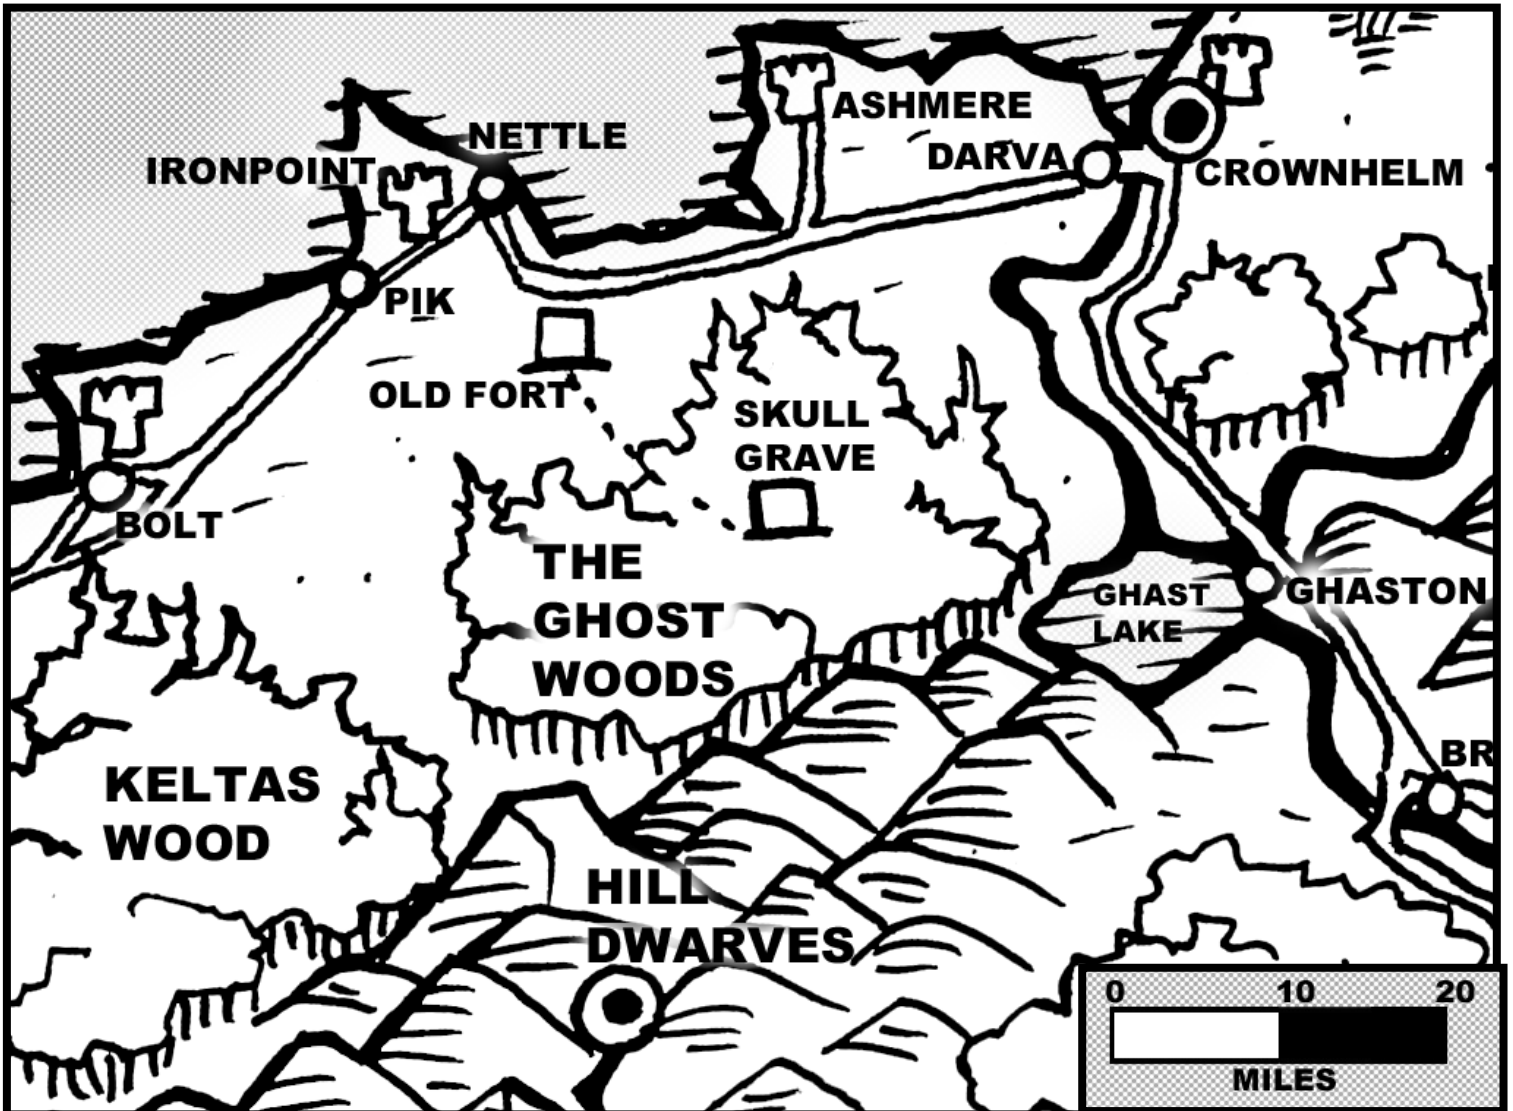 ASHMERE
NETTLE
DARVA
IRONPOINT
CROWNHELM
PIK
OLD FORT
SKULL
GRAVE
BOLT
THE
GHOST
WOODS
GHAST
LAKE
GHASTON
BR
KELTAS
WOOD
HILL
DWARVES
0 10 20
MILES